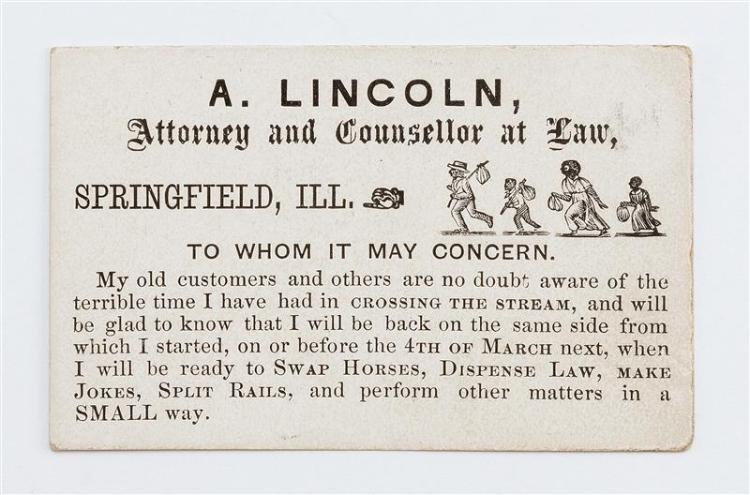 A. LINCOLN,
Attorney and Counsellor at Law,
SPRINGFIELD, ILL.
TO WHOM IT MAY CONCERN.
My old customers and others are no doubt aware of the
terrible time I have had in CROSSING THE STREAM, and will
be glad to know that I will be back on the same side from
which I started, on or before the 4TH OF MARCH next, when
I will be ready to SWAP HORSES, DISPENSE LAW, MAKE
JOKES, SPLIT RAILS, and perform other matters in a
SMALL way.